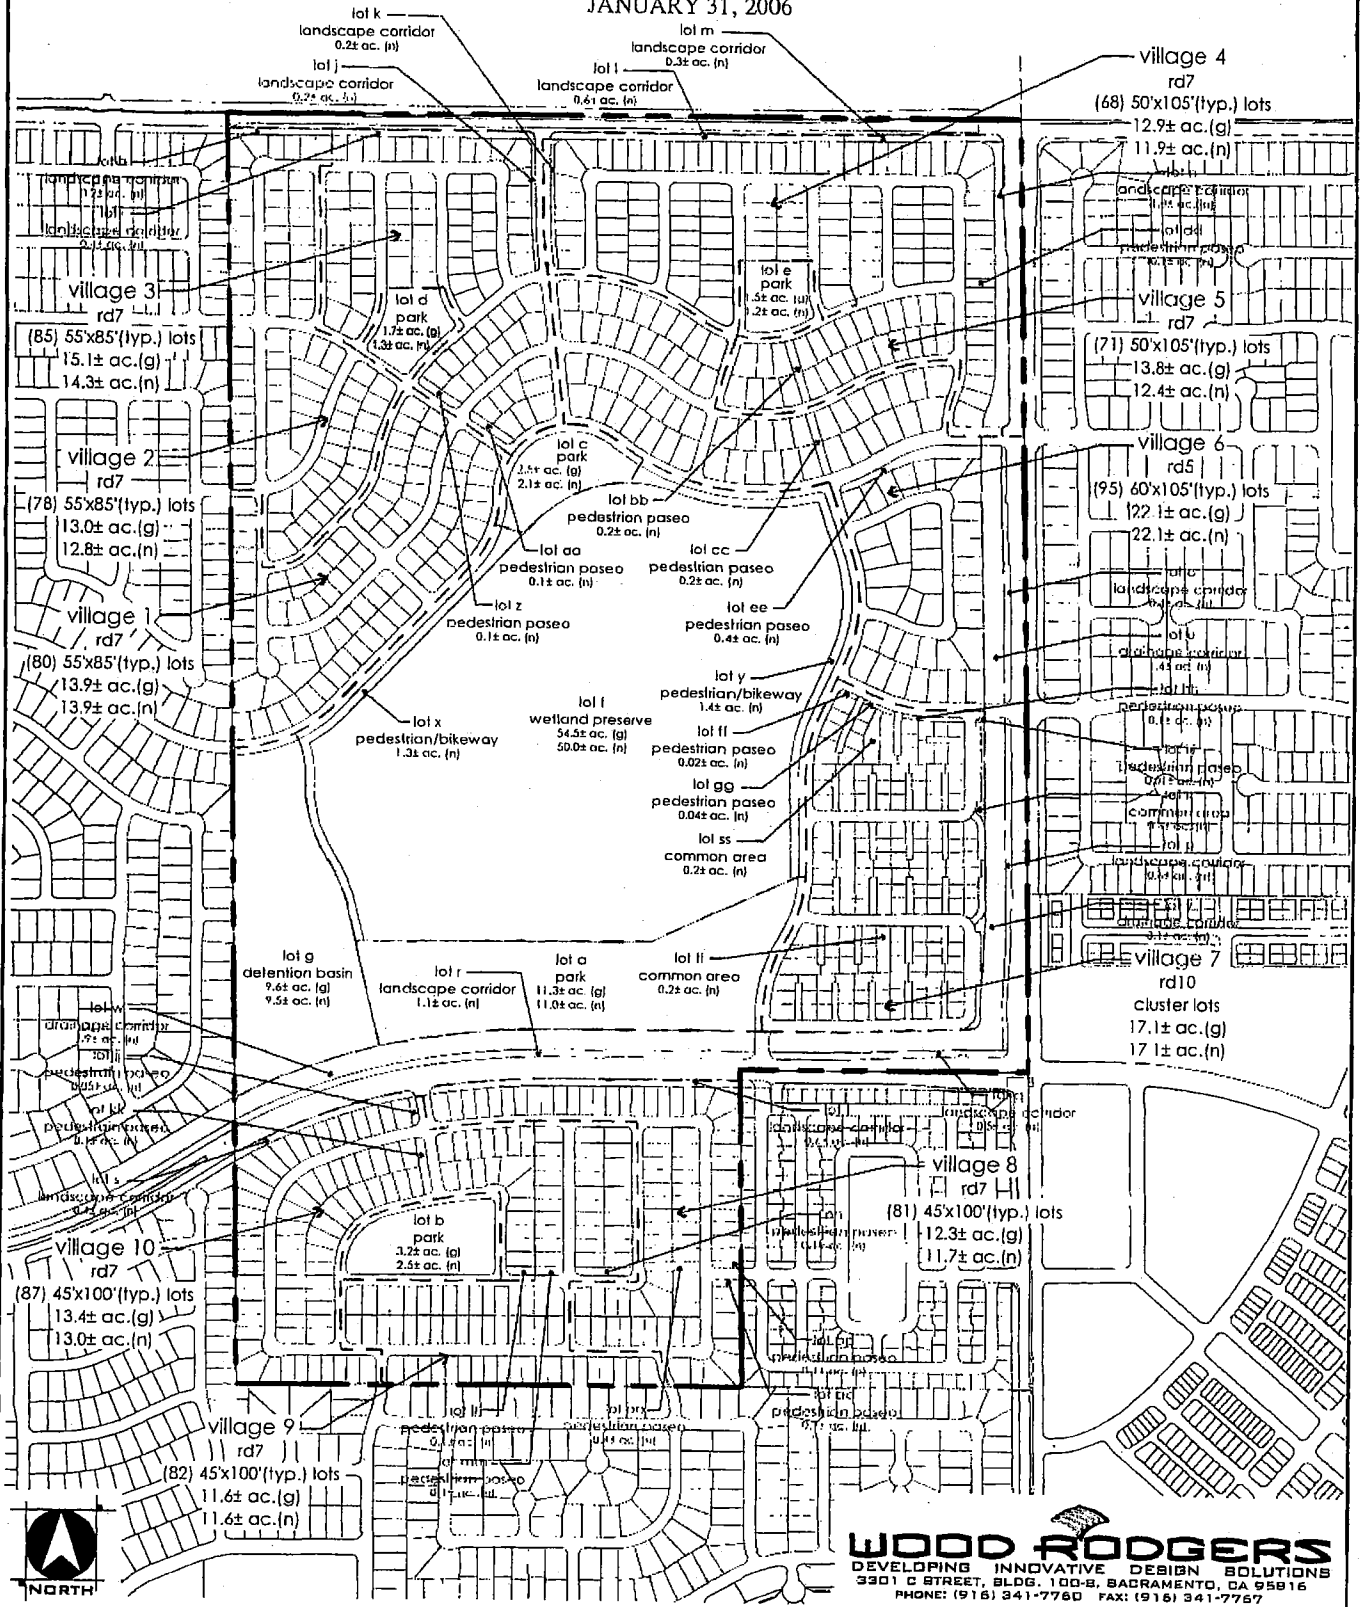 JANUARY 31, 2006
lot k
landscape corridor
0.2± ac. (n)
lot j
landscape corridor
lot m
landscape corridor
0.3± ac. (n)
lot l
landscape corridor
0.6± ac. (n)
village 4
rd7
(68) 50'x105'(typ.) lots
12.9± ac.(g)
11.9± ac.(n)
landscape corridor
landscape corridor
landscape corridor
lot dd
pedestrian paseo
village 3
rd7
(85) 55'x85'(typ.) lots
15.1± ac.(g)
14.3± ac.(n)
lot d
park
1.7± ac. (g)
1.3± ac. (n)
lot e
park
1.5± ac. (g)
1.2± ac. (n)
village 5
rd7
(71) 50'x105'(typ.) lots
13.8± ac.(g)
12.4± ac.(n)
village 2
rd7
(78) 55'x85'(typ.) lots
13.0± ac.(g)
12.8± ac.(n)
lot c
park
2.1± ac. (n)
village 6
rd5
(95) 60'x105'(typ.) lots
22.1± ac.(g)
22.1± ac.(n)
lot bb
pedestrian paseo
0.2± ac. (n)
lot aa
pedestrian paseo
0.1± ac. (n)
lot cc
pedestrian paseo
0.2± ac. (n)
lot z
pedestrian paseo
0.1± ac. (n)
lot ee
pedestrian paseo
0.4± ac. (n)
landscape corridor
lot u
drainage corridor
village 1
rd7
(80) 55'x85'(typ.) lots
13.9± ac.(g)
13.9± ac.(n)
lot y
pedestrian/bikeway
1.4± ac. (n)
lot x
pedestrian/bikeway
1.3± ac. (n)
lot f
wetland preserve
54.5± ac. (g)
50.0± ac. (n)
lot ff
pedestrian paseo
0.02± ac. (n)
lot gg
pedestrian paseo
0.04± ac. (n)
lot ss
common area
0.2± ac. (n)
lot hh
pedestrian paseo
pedestrian paseo
common area
lot p
landscape corridor
drainage corridor
lot g
detention basin
9.6± ac. (g)
9.5± ac. (n)
lot r
landscape corridor
1.1± ac. (n)
lot a
park
11.3± ac. (g)
11.0± ac. (n)
lot tt
common area
0.2± ac. (n)
village 7
rd10
cluster lots
17.1± ac.(g)
17.1± ac.(n)
lot w
drainage corridor
pedestrian paseo
lot kk
pedestrian paseo
lot s
landscape corridor
landscape corridor
landscape corridor
village 8
rd7
(81) 45'x100'(typ.) lots
12.3± ac.(g)
11.7± ac.(n)
pedestrian paseo
lot b
park
3.2± ac. (g)
2.5± ac. (n)
village 10
rd7
(87) 45'x100'(typ.) lots
13.4± ac.(g)
13.0± ac.(n)
lot pp
pedestrian paseo
pedestrian paseo
village 9
rd7
(82) 45'x100'(typ.) lots
11.6± ac.(g)
11.6± ac.(n)
pedestrian paseo
pedestrian paseo
pedestrian paseo
NORTH
WOOD RODGERS
DEVELOPING INNOVATIVE DESIGN SOLUTIONS
3301 C STREET, BLDG. 100-B, SACRAMENTO, CA 95816
PHONE: (916) 341-7760 FAX: (916) 341-7767